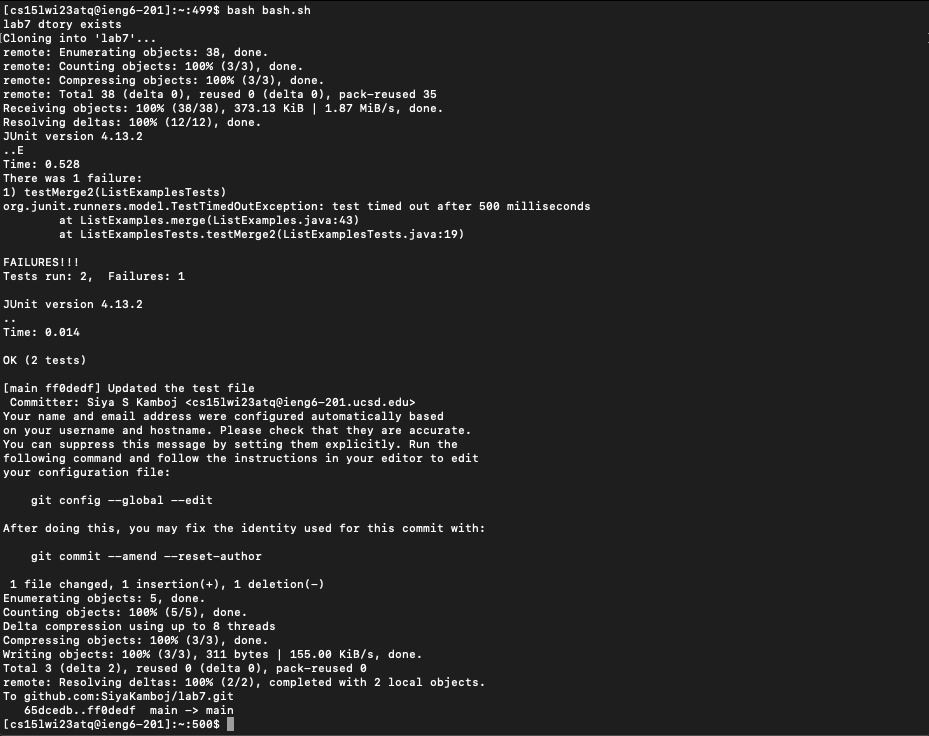 [cs15lwi23atq@ieng6-201]:~:499$ bash bash.sh
lab7 dtory exists
Cloning into 'lab7'...
remote: Enumerating objects: 38, done.
remote: Counting objects: 100% (3/3), done.
remote: Compressing objects: 100% (3/3), done.
remote: Total 38 (delta 0), reused 0 (delta 0), pack-reused 35
Receiving objects: 100% (38/38), 373.13 KiB | 1.87 MiB/s, done.
Resolving deltas: 100% (12/12), done.
JUnit version 4.13.2
..E
Time: 0.528
There was 1 failure:
1) testMerge2(ListExamplesTests)
org.junit.runners.model.TestTimedOutException: test timed out after 500 milliseconds
        at ListExamples.merge(ListExamples.java:43)
        at ListExamplesTests.testMerge2(ListExamplesTests.java:19)

FAILURES!!!
Tests run: 2,  Failures: 1

JUnit version 4.13.2
..
Time: 0.014

OK (2 tests)

[main ff0dedf] Updated the test file
 Committer: Siya S Kamboj <cs15lwi23atq@ieng6-201.ucsd.edu>
Your name and email address were configured automatically based
on your username and hostname. Please check that they are accurate.
You can suppress this message by setting them explicitly. Run the
following command and follow the instructions in your editor to edit
your configuration file:

    git config --global --edit

After doing this, you may fix the identity used for this commit with:

    git commit --amend --reset-author

 1 file changed, 1 insertion(+), 1 deletion(-)
Enumerating objects: 5, done.
Counting objects: 100% (5/5), done.
Delta compression using up to 8 threads
Compressing objects: 100% (3/3), done.
Writing objects: 100% (3/3), 311 bytes | 155.00 KiB/s, done.
Total 3 (delta 2), reused 0 (delta 0), pack-reused 0
remote: Resolving deltas: 100% (2/2), completed with 2 local objects.
To github.com:SiyaKamboj/lab7.git
   65dcedb..ff0dedf  main -> main
[cs15lwi23atq@ieng6-201]:~:500$